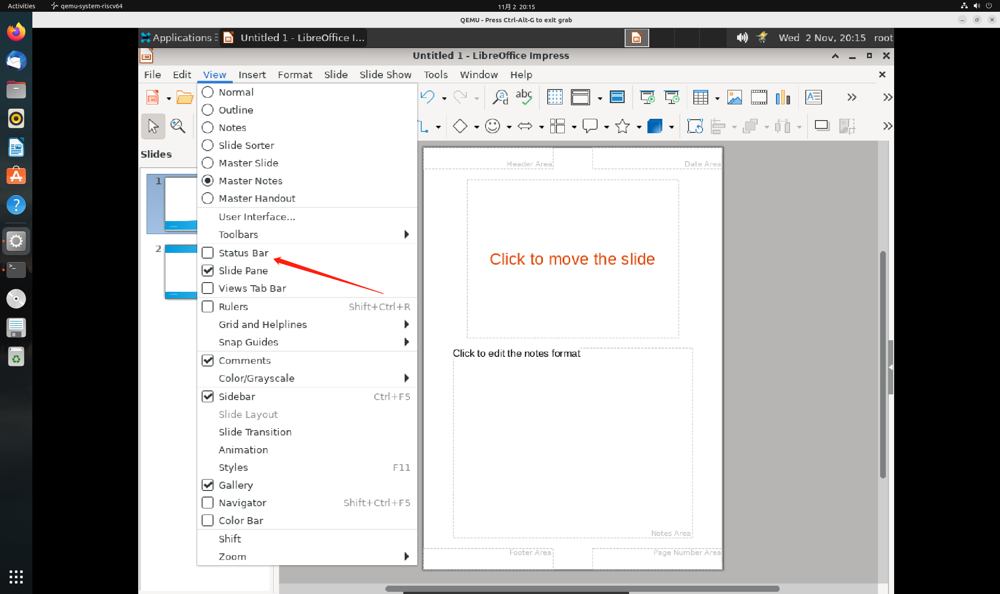 Activities
qemu-system-riscv64
11月 2 20:15
QEMU - Press Ctrl-Alt-G to exit grab
Applications
Untitled 1 - LibreOffice I...
Wed 2 Nov, 20:15 root
Untitled 1 - LibreOffice Impress
File Edit View Insert Format Slide Slide Show Tools Window Help
abc
Slides
1
2
Normal
Outline
Notes
Slide Sorter
Master Slide
Master Notes
Master Handout
User Interface...
Toolbars
Status Bar
Slide Pane
Views Tab Bar
Rulers Shift+Ctrl+R
Grid and Helplines
Snap Guides
Comments
Color/Grayscale
Sidebar Ctrl+F5
Slide Layout
Slide Transition
Animation
Styles F11
Gallery
Navigator Shift+Ctrl+F5
Color Bar
Shift
Zoom
Header Area
Date Area
Click to move the slide
Click to edit the notes format
Notes Area
Footer Area
Page Number Area